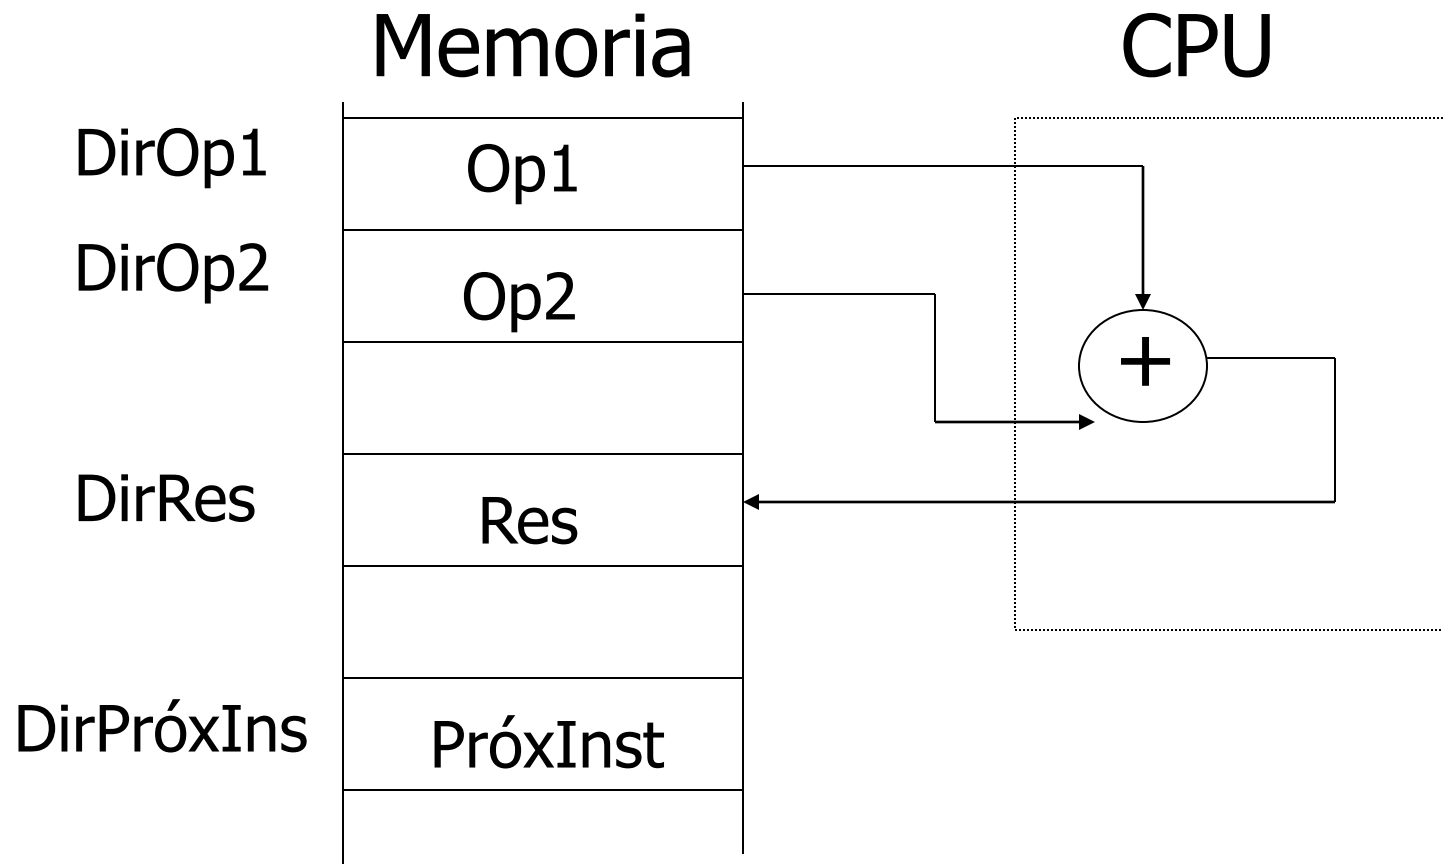 Memoria
CPU
DirOp1
Op1
DirOp2
Op2
+
DirRes
Res
DirPróxIns
PróxInst